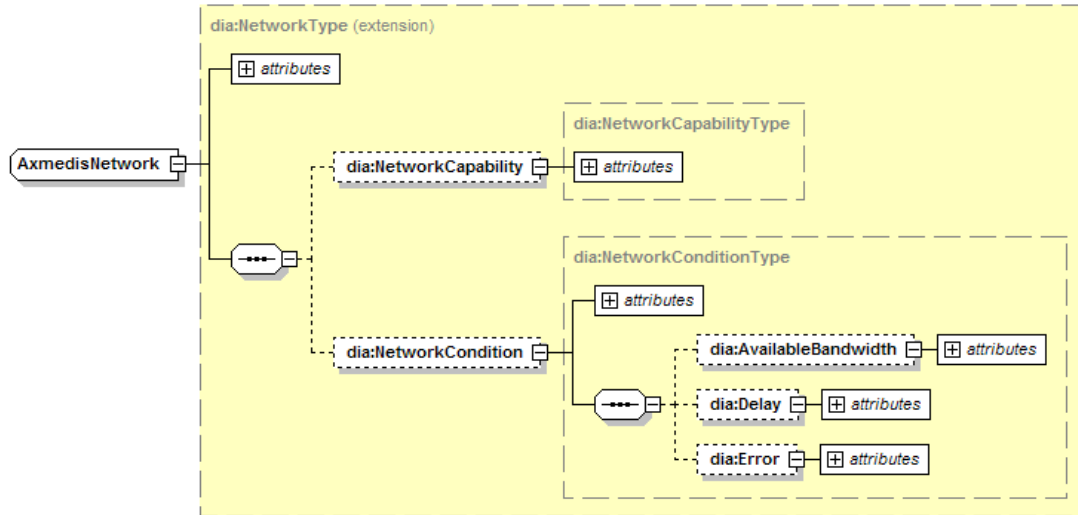 dia:NetworkType (extension)
attributes
dia:NetworkCapabilityType
AxmedisNetwork
dia:NetworkCapability
attributes
dia:NetworkConditionType
attributes
dia:NetworkCondition
dia:AvailableBandwidth
attributes
dia:Delay
attributes
dia:Error
attributes